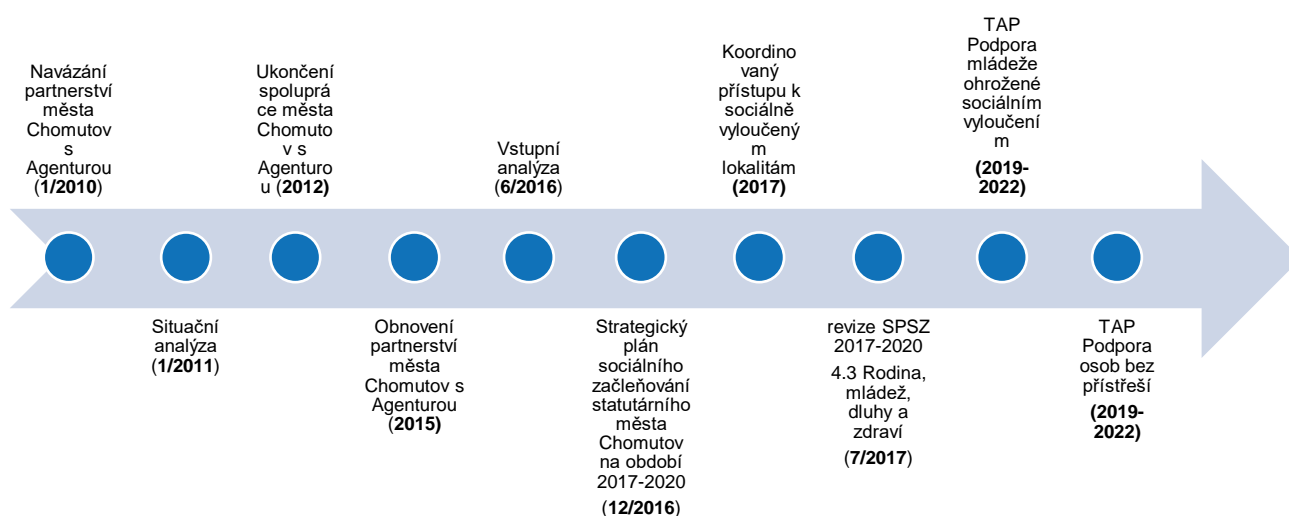 Navázání
partnerství
města
Chomutov
s
Agenturou
(1/2010)
Situační
analýza
(1/2011)
Ukončení
spoluprá
ce města
Chomuto
v s
Agenturo
u (2012)
Obnovení
partnerství
města
Chomutov s
Agenturou
(2015)
Vstupní
analýza
(6/2016)
Strategický
plán
sociálního
začleňování
statutárního
města
Chomutov
na období
2017-2020
(12/2016)
Koordino
vaný
přístupu k
sociálně
vyloučený
m
lokalitám
(2017)
revize SPSZ
2017-2020
4.3 Rodina,
mládež,
dluhy a
zdraví
(7/2017)
TAP
Podpora
mládeže
ohrožené
sociálním
vyloučení
m
(2019-
2022)
TAP
Podpora
osob bez
přístřeší
(2019-
2022)